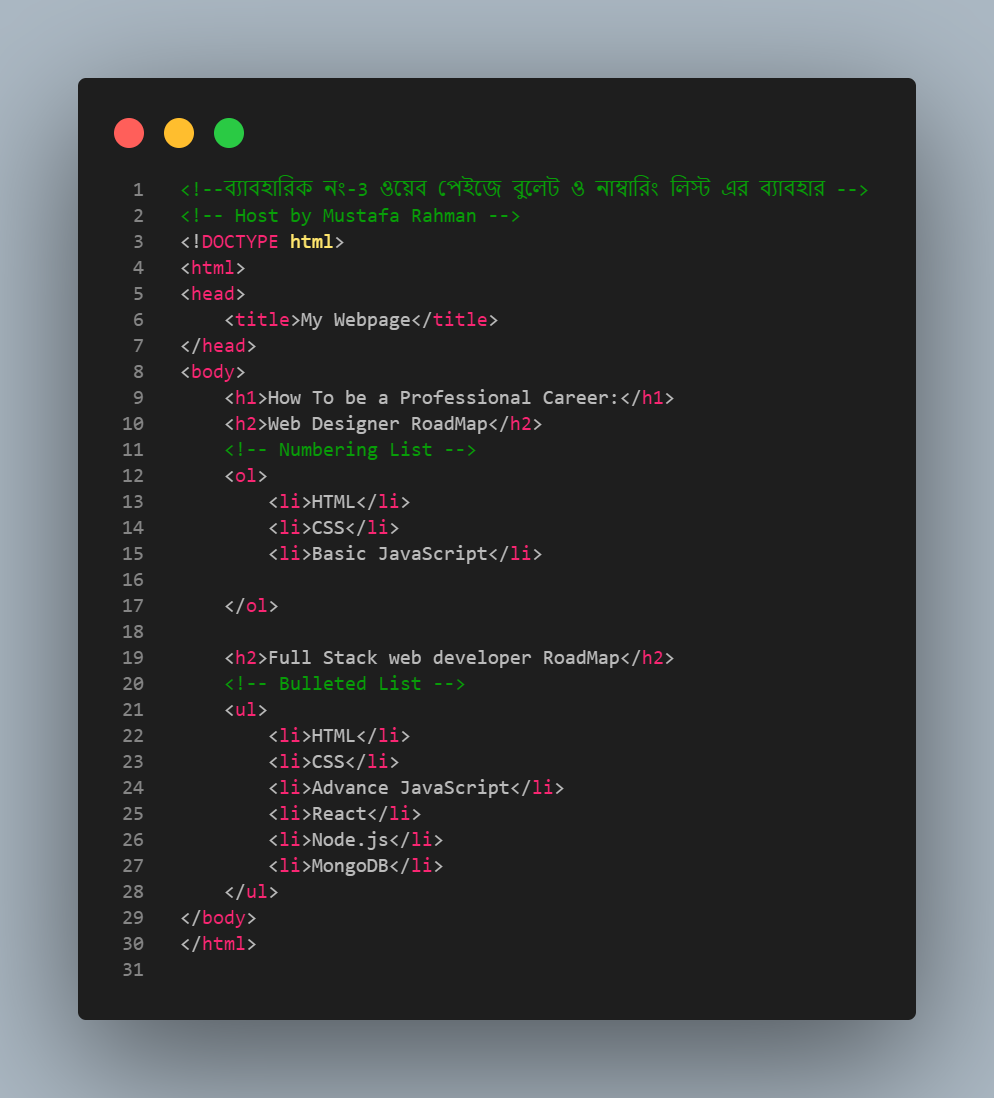 1 <!--ব্যাবহারিক নং-3 ওয়েব পেইজে বুলেট ও নাম্বারিং লিস্ট এর ব্যাবহার -->
2 <!-- Host by Mustafa Rahman -->
3 <!DOCTYPE html>
4 <html>
5 <head>
6     <title>My Webpage</title>
7 </head>
8 <body>
9     <h1>How To be a Professional Career:</h1>
10     <h2>Web Designer RoadMap</h2>
11     <!-- Numbering List -->
12     <ol>
13         <li>HTML</li>
14         <li>CSS</li>
15         <li>Basic JavaScript</li>
16
17     </ol>
18
19     <h2>Full Stack web developer RoadMap</h2>
20     <!-- Bulleted List -->
21     <ul>
22         <li>HTML</li>
23         <li>CSS</li>
24         <li>Advance JavaScript</li>
25         <li>React</li>
26         <li>Node.js</li>
27         <li>MongoDB</li>
28     </ul>
29 </body>
30 </html>
31